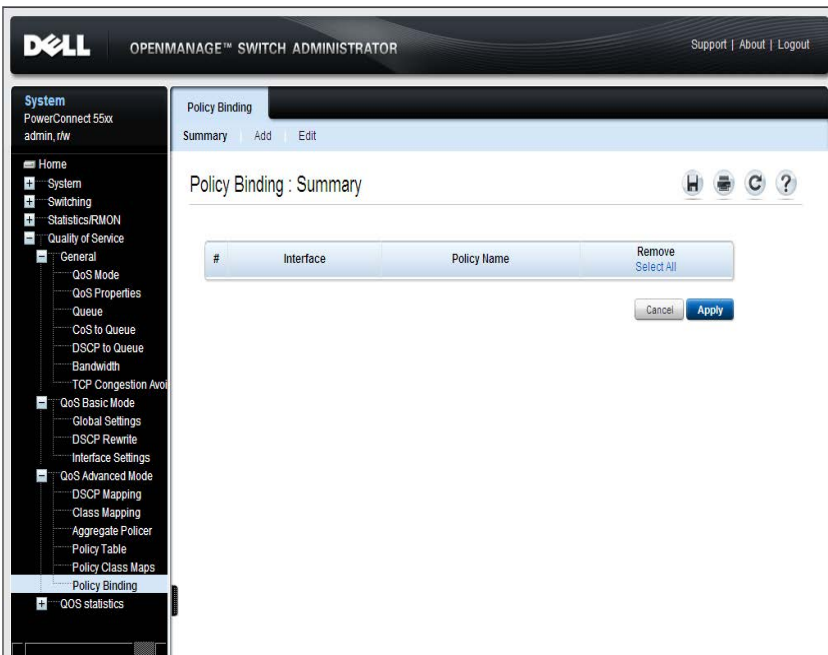 DELL OPENMANAGE™ SWITCH ADMINISTRATOR Support | About | Logout
System
PowerConnect 55xx
admin, r/w
Home
System
Switching
Statistics/RMON
Quality of Service
General
QoS Mode
QoS Properties
Queue
CoS to Queue
DSCP to Queue
Bandwidth
TCP Congestion Avoi
QoS Basic Mode
Global Settings
DSCP Rewrite
Interface Settings
QoS Advanced Mode
DSCP Mapping
Class Mapping
Aggregate Policer
Policy Table
Policy Class Maps
Policy Binding
QOS statistics
Policy Binding
Summary Add Edit
Policy Binding : Summary
# Interface Policy Name Remove
Select All
Cancel Apply